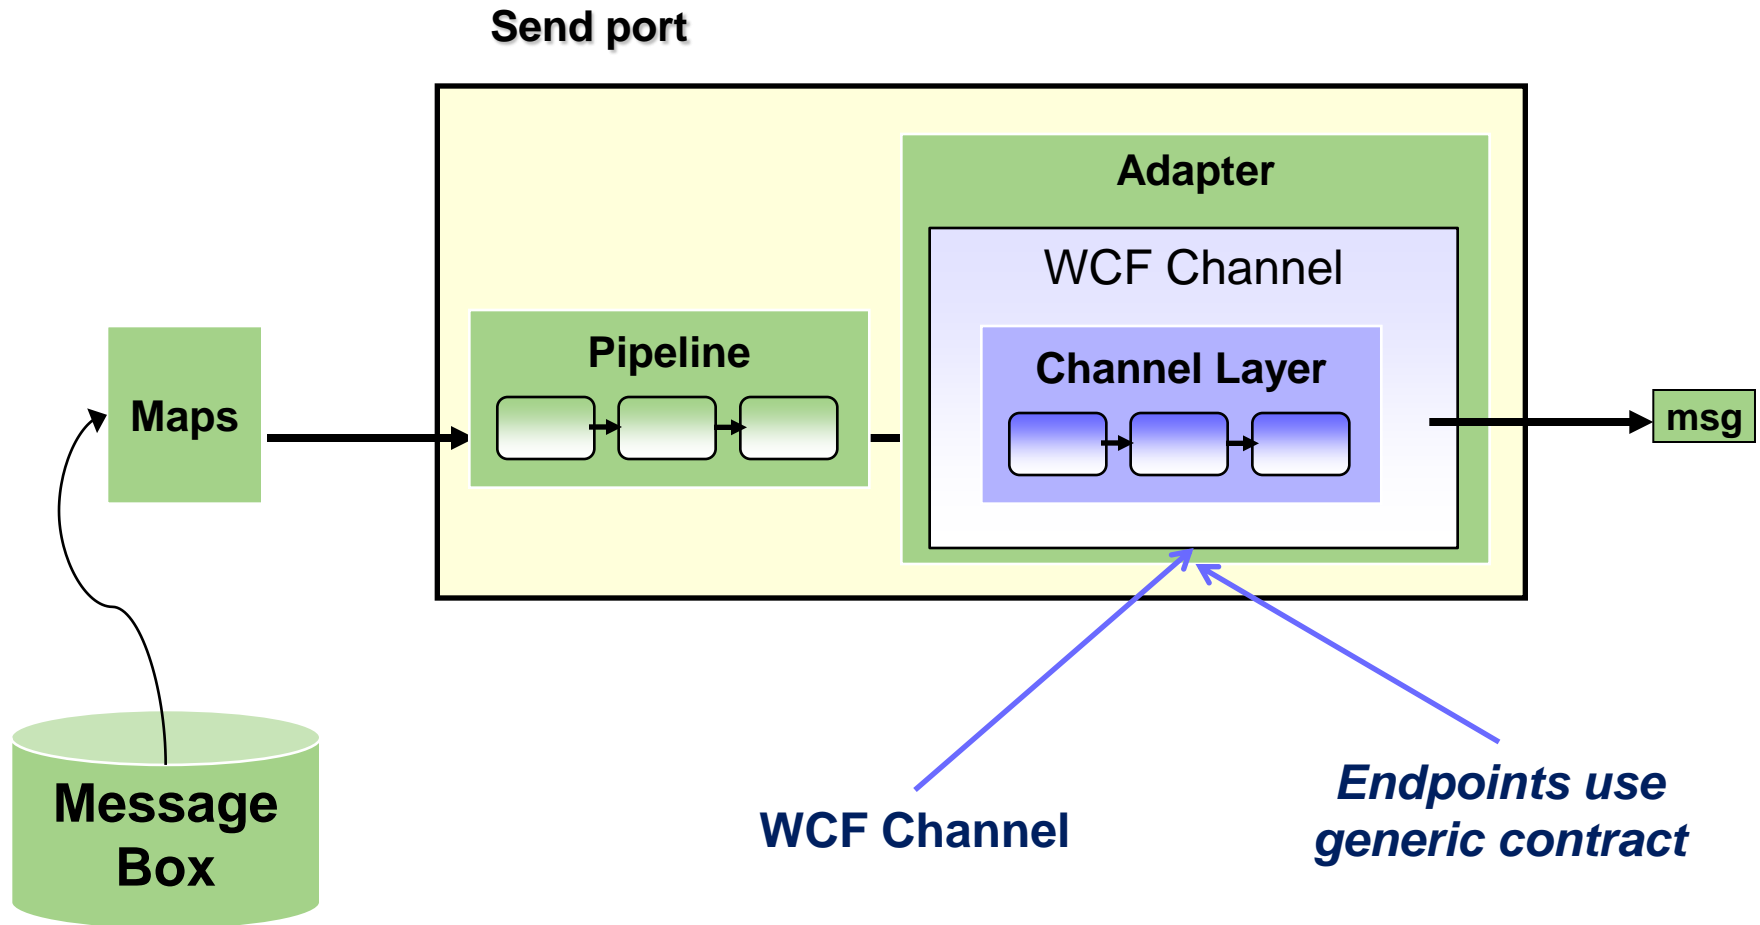 Send port
Adapter
WCF Channel
Pipeline
Channel Layer
Maps
msg
Message
Box
WCF Channel
Endpoints use
generic contract